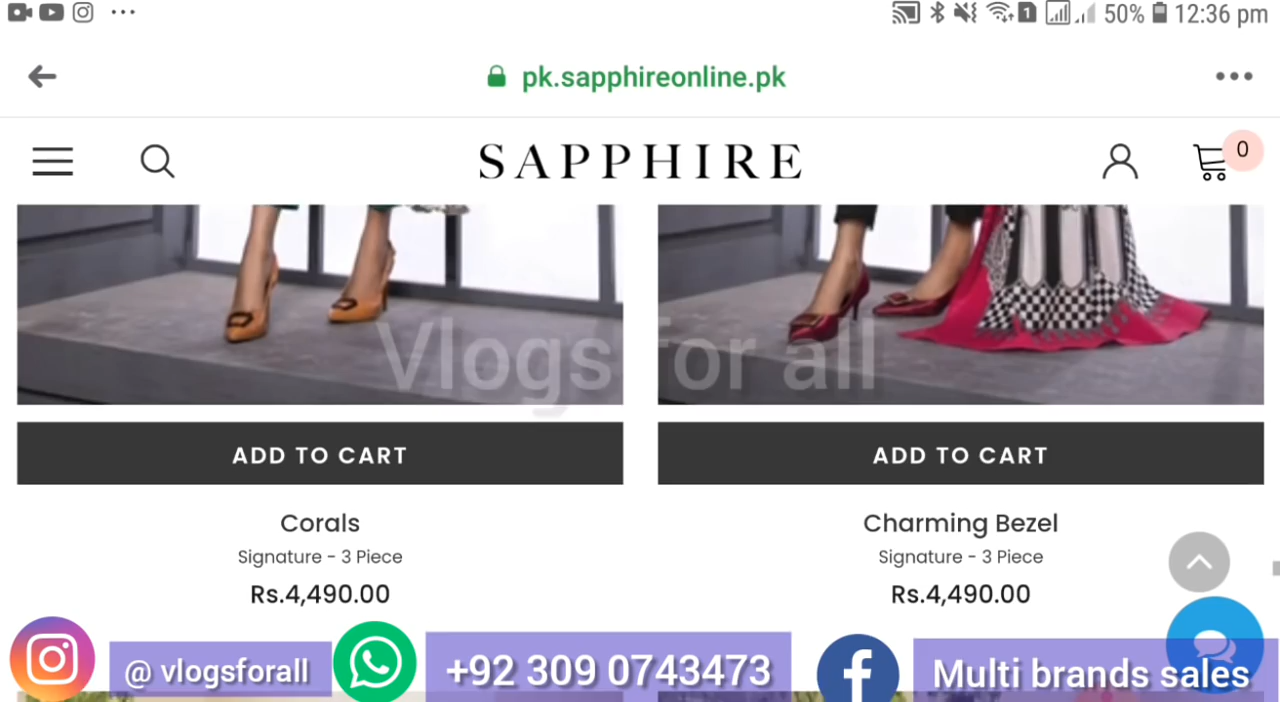 1 50% 12:36 pm
pk.sapphireonline.pk
SAPPHIRE
0
Vlogs for all
ADD TO CART
ADD TO CART
Corals
Signature - 3 Piece
Rs.4,490.00
Charming Bezel
Signature - 3 Piece
Rs.4,490.00
@ vlogsforall
+92 309 0743473
Multi brands sales